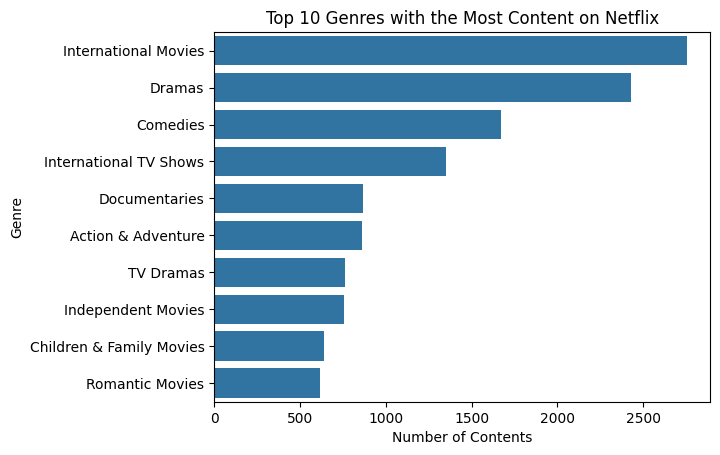 Top 10 Genres with the Most Content on Netflix
International Movies
Dramas
Comedies
International TV Shows
Documentaries
Action & Adventure
TV Dramas
Independent Movies
Children & Family Movies
Romantic Movies
Genre
0 500 1000 1500 2000 2500
Number of Contents